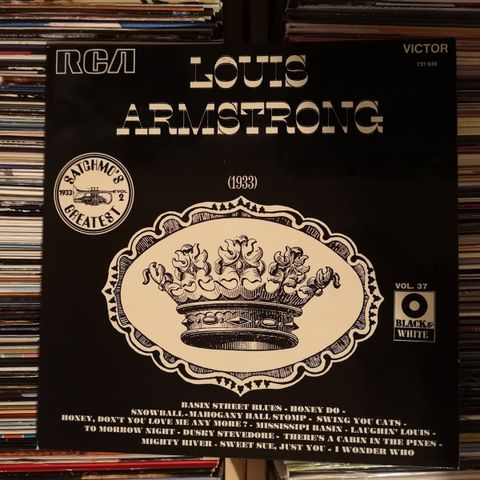 RCA
VICTOR
731 049
LOUIS
ARMSTRONG
(1933)
SATCHMO'S
1933 VOL 2
GREATEST
VOL. 37
BLACK &
WHITE
BASIN STREET BLUES - HONEY DO -
SNOWBALL - MAHOGANY HALL STOMP - SWING YOU CATS -
HONEY, DON'T YOU LOVE ME ANY MORE? - MISSISSIPI BASIN - LAUGHIN' LOUIS -
TO MORROW NIGHT - DUSKY STEVEDORE - THERE'S A CABIN IN THE PINES -
MIGHTY RIVER - SWEET SUE, JUST YOU - I WONDER WHO